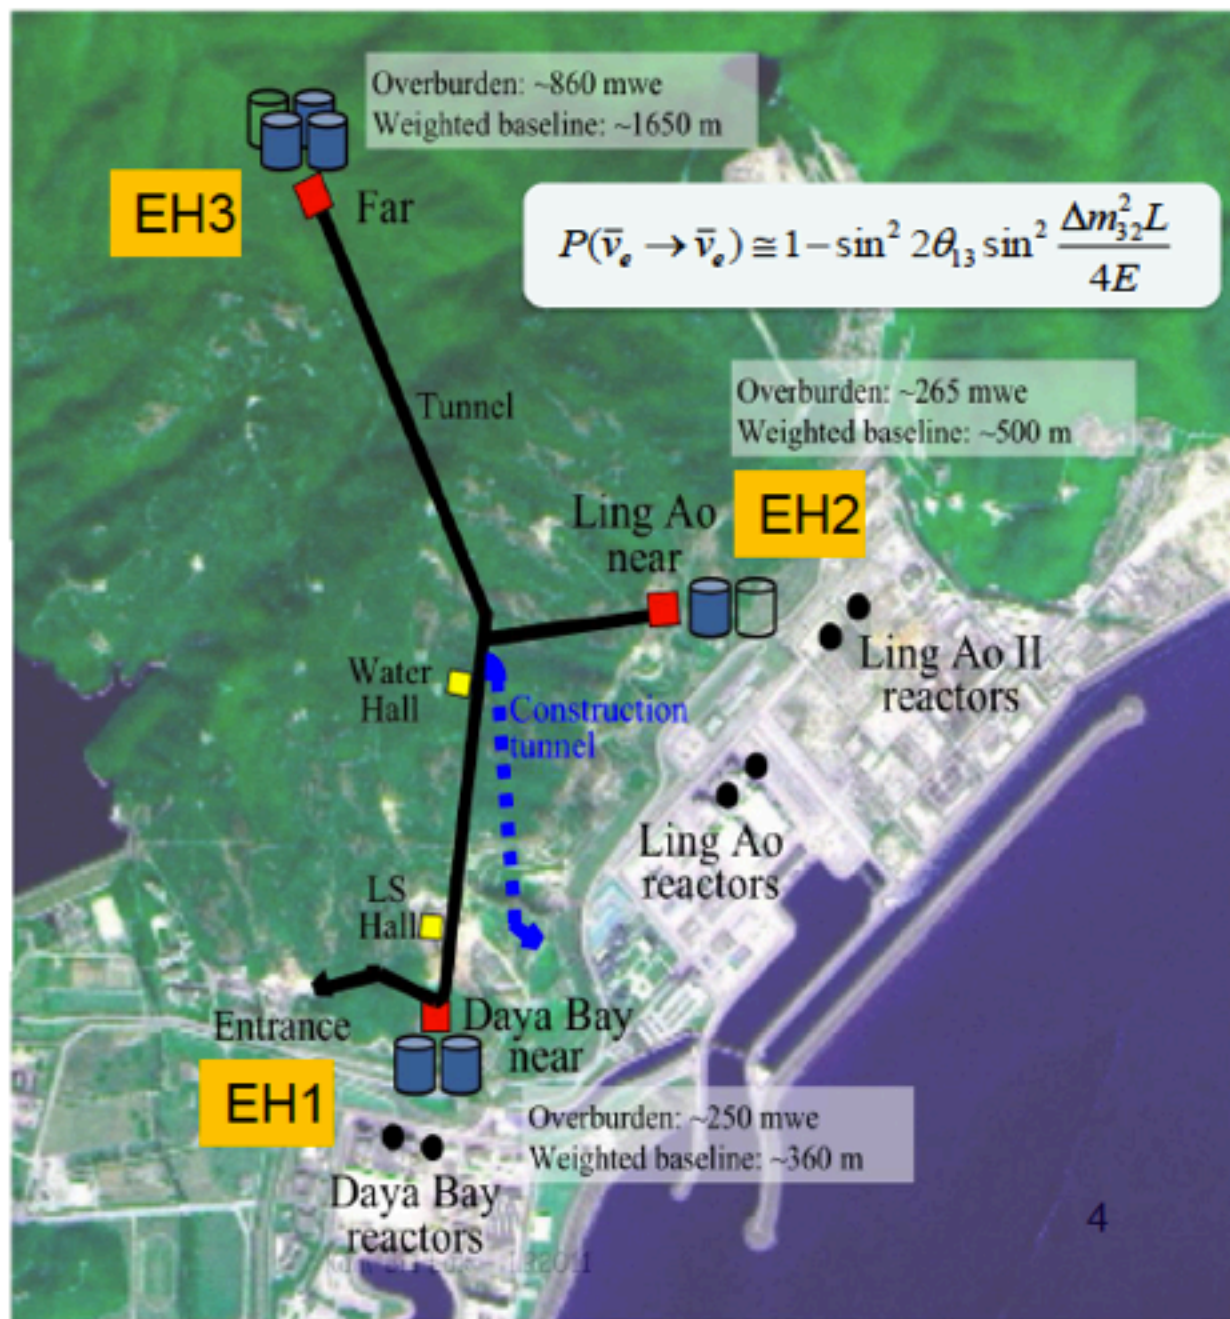 Overburden: ~860 mwe
Weighted baseline: ~1650 m
EH3
Far
P(ν̅ₑ → ν̅ₑ) ≅ 1 − sin² 2θ₁₃ sin² Δm²₃₂L / 4E
Tunnel
Overburden: ~265 mwe
Weighted baseline: ~500 m
Ling Ao
near
EH2
Water
Hall
Construction
tunnel
Ling Ao II
reactors
Ling Ao
reactors
LS
Hall
Entrance
Daya Bay
near
EH1
Overburden: ~250 mwe
Weighted baseline: ~360 m
Daya Bay
reactors
4